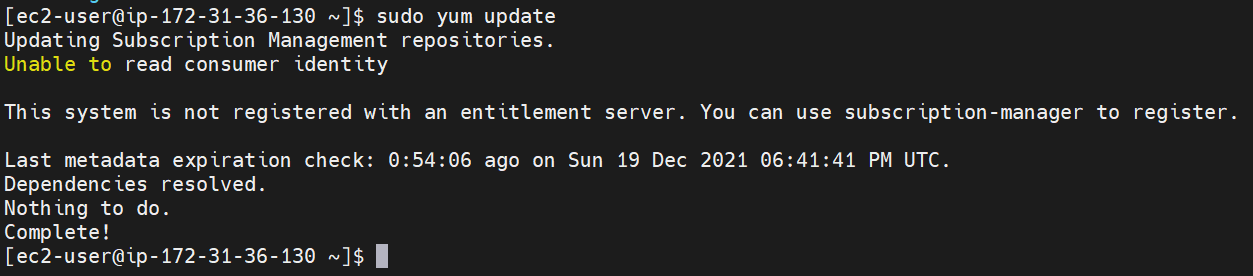 [ec2-user@ip-172-31-36-130 ~]$ sudo yum update
Updating Subscription Management repositories.
Unable to read consumer identity
This system is not registered with an entitlement server. You can use subscription-manager to register.
Last metadata expiration check: 0:54:06 ago on Sun 19 Dec 2021 06:41:41 PM UTC.
Dependencies resolved.
Nothing to do.
Complete!
[ec2-user@ip-172-31-36-130 ~]$